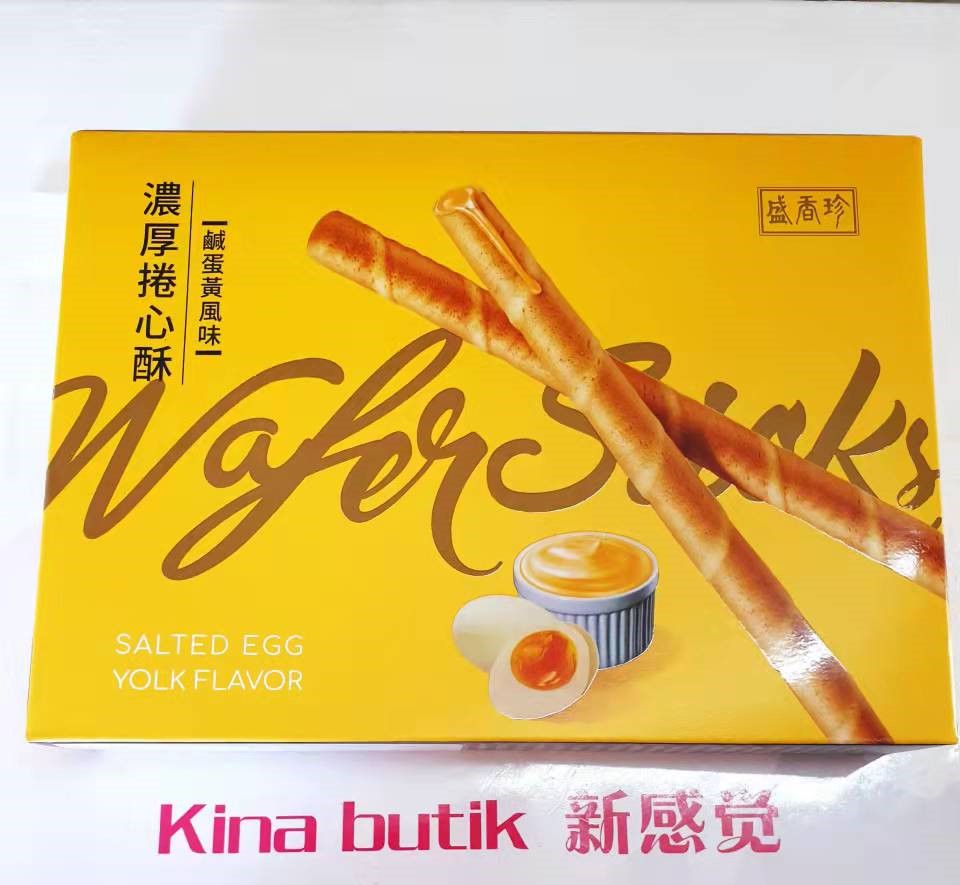 濃厚捲心酥
鹹蛋黃風味
盛香珍
Wafer Sticks
SALTED EGG
YOLK FLAVOR
Kina butik 新感觉